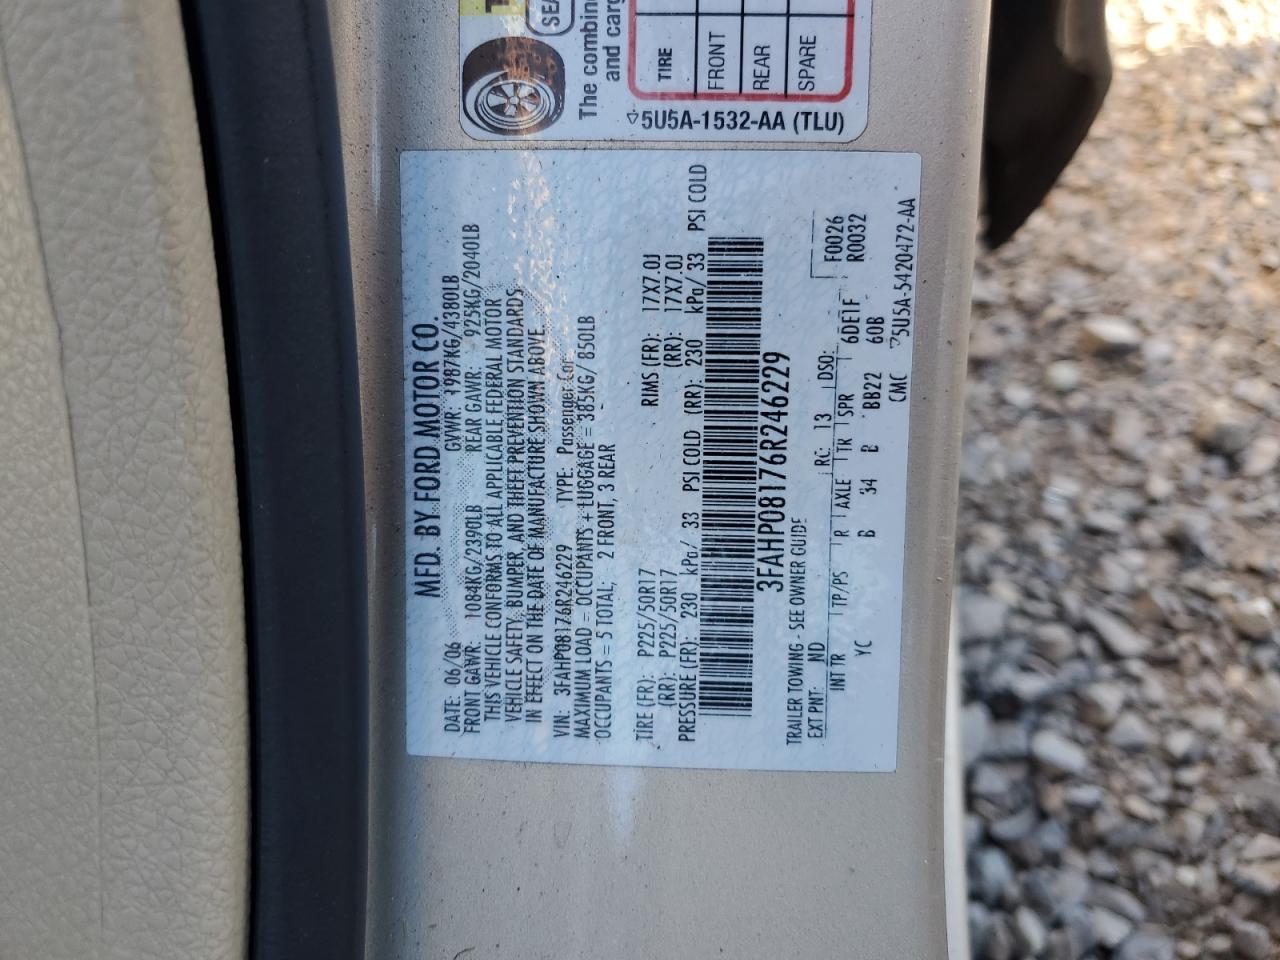 SEA
The combine
and carg
TIRE
FRONT
REAR
SPARE
5U5A-1532-AA (TLU)
MFD. BY FORD MOTOR CO
DATE: 06/06 GVWR: 1987KG/4380LB
FRONT GAWR: 1084KG/2390LB REAR GAWR: 925KG/2040LB
THIS VEHICLE CONFORMS TO ALL APPLICABLE FEDERAL MOTOR
VEHICLE SAFETY, BUMPER, AND THEFT PREVENTION STANDARDS
IN EFFECT ON THE DATE OF MANUFACTURE SHOWN ABOVE
VIN: 3FAHP08176R246229 TYPE: Passenger Car
MAXIMUM LOAD = OCCUPANTS + LUGGAGE = 385KG/ 850LB
OCCUPANTS = 5 TOTAL; 2 FRONT, 3 REAR
TIRE (FR): P225/50R17 RIMS (FR): 17X7.0J
(RR): P225/50R17 (RR): 17X7.0J
PRESSURE (FR): 230 kPa/ 33 PSI COLD (RR): 230 kPa/ 33 PSI COLD
3FAHP08176R246229
TRAILER TOWING - SEE OWNER GUIDE
EXT PNT: ND RC: 13 DSO: F0026
INT TR TP/PS R AXLE TR SPR 6DE1F R0032
YC B 34 B BB22 60B
CMC 5U5A-5420472-AA